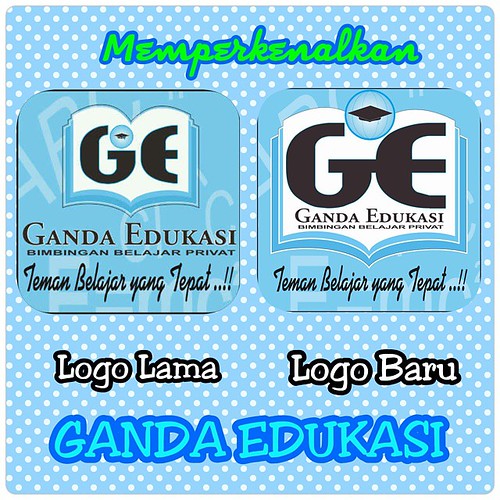 Memperkenalkan
GE
GANDA EDUKASI
BIMBINGAN BELAJAR PRIVAT
Teman Belajar yang Tepat ..!!
GE
GANDA EDUKASI
BIMBINGAN BELAJAR PRIVAT
Teman Belajar yang Tepat ..!!
Logo Lama
Logo Baru
GANDA EDUKASI